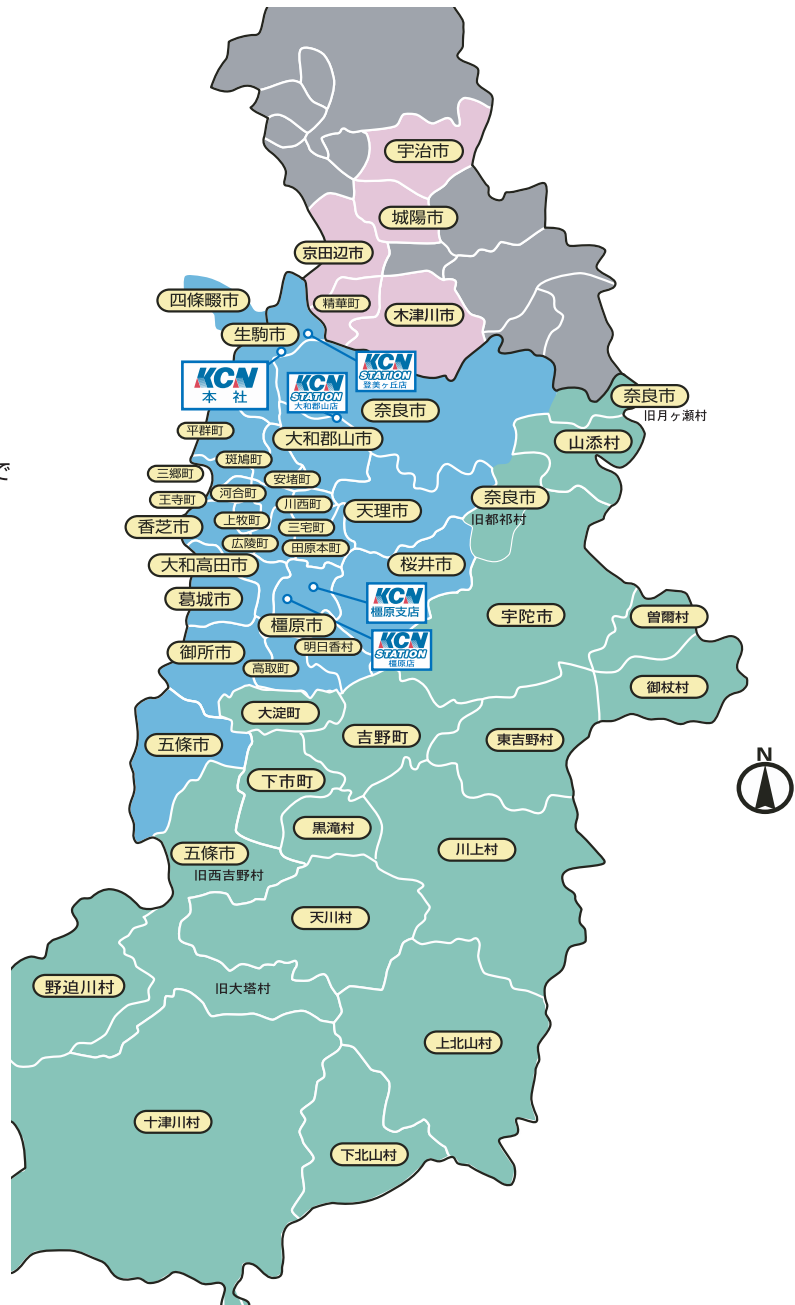 宇治市
城陽市
京田辺市
四條畷市
精華町
木津川市
生駒市
KCN
本 社
KCN
STATION
登美ヶ丘店
KCN
STATION
大和郡山店
奈良市
奈良市
旧月ヶ瀬村
平群町
大和郡山市
山添村
斑鳩町
で
三郷町
安堵町
河合町
王寺町
川西町
奈良市
旧都祁村
天理市
上牧町
香芝市
三宅町
広陵町
田原本町
大和高田市
桜井市
葛城市
KCN
橿原支店
宇陀市
曽爾村
橿原市
KCN
STATION
橿原店
御所市
明日香村
高取町
御杖村
大淀町
五條市
吉野町
東吉野村
N
下市町
黒滝村
五條市
旧西吉野村
川上村
天川村
野迫川村
旧大塔村
上北山村
十津川村
下北山村